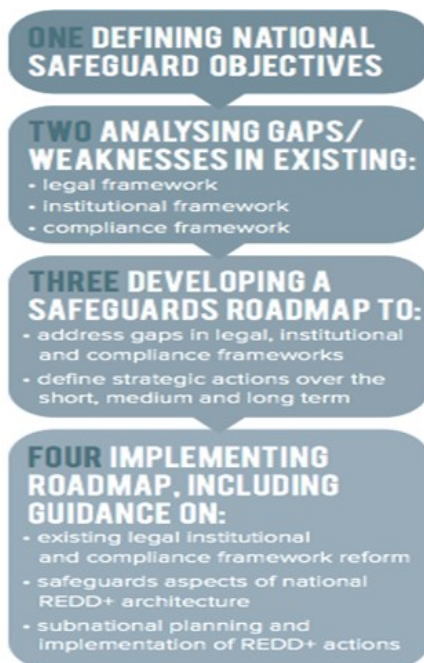 ONE DEFINING NATIONAL
SAFEGUARD OBJECTIVES
TWO ANALYSING GAPS/
WEAKNESSES IN EXISTING:
• legal framework
• institutional framework
• compliance framework
THREE DEVELOPING A
SAFEGUARDS ROADMAP TO:
• address gaps in legal, institutional
and compliance frameworks
• define strategic actions over the
short, medium and long term
FOUR IMPLEMENTING
ROADMAP, INCLUDING
GUIDANCE ON:
• existing legal institutional
and compliance framework reform
• safeguards aspects of national
REDD+ architecture
• subnational planning and
implementation of REDD+ actions